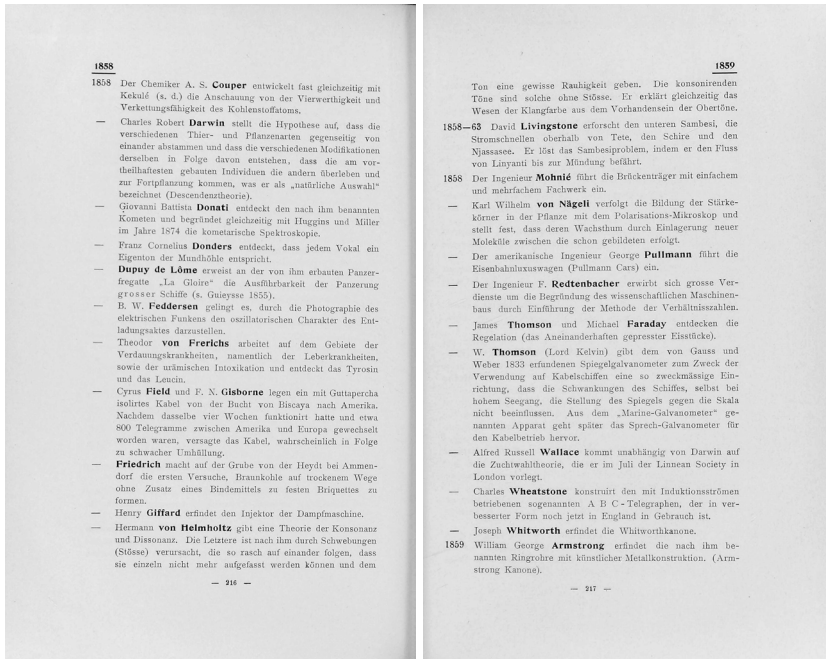 1858
1858 Der Chemiker A. S. Couper entwickelt fast gleichzeitig mit
Kekulé (s. d.) die Anschauung von der Vierwerthigkeit und
Verkettungsfähigkeit des Kohlenstoffatoms.
— Charles Robert Darwin stellt die Hypothese auf, dass die
verschiedenen Thier- und Pflanzenarten gegenseitig von
einander abstammen und dass die verschiedenen Modifikationen
derselben in Folge davon entstehen, dass die am vor-
theilhaftesten gebauten Individuen die andern überleben und
zur Fortpflanzung kommen, was er als „natürliche Auswahl“
bezeichnet (Descendenztheorie).
— Giovanni Battista Donati entdeckt den nach ihm benannten
Kometen und begründet gleichzeitig mit Huggins und Miller
im Jahre 1874 die kometarische Spektroskopie.
— Franz Cornelius Donders entdeckt, dass jedem Vokal ein
Eigenton der Mundhöhle entspricht.
— Dupuy de Lôme erweist an der von ihm erbauten Panzer-
fregatte „La Gloire“ die Ausführbarkeit der Panzerung
grosser Schiffe (s. Guieysse 1855).
— B. W. Feddersen gelingt es, durch die Photographie des
elektrischen Funkens den oszillatorischen Charakter des Ent-
ladungsaktes darzustellen.
— Theodor von Frerichs arbeitet auf dem Gebiete der
Verdauungskrankheiten, namentlich der Leberkrankheiten,
sowie der urämischen Intoxikation und entdeckt das Tyrosin
und das Leucin.
— Cyrus Field und F. N. Gisborne legen ein mit Guttapercha
isolirtes Kabel von der Bucht von Biscaya nach Amerika.
Nachdem dasselbe vier Wochen funktionirt hatte und etwa
800 Telegramme zwischen Amerika und Europa gewechselt
worden waren, versagte das Kabel, wahrscheinlich in Folge
zu schwacher Umhüllung.
— Friedrich macht auf der Grube von der Heydt bei Ammen-
dorf die ersten Versuche, Braunkohle auf trockenem Wege
ohne Zusatz eines Bindemittels zu festen Briquettes zu
formen.
— Henry Giffard erfindet den Injektor der Dampfmaschine.
— Hermann von Helmholtz gibt eine Theorie der Konsonanz
und Dissonanz. Die Letztere ist nach ihm durch Schwebungen
(Stösse) verursacht, die so rasch auf einander folgen, dass
sie einzeln nicht mehr aufgefasst werden können und dem
— 216 —
1859
Ton eine gewisse Rauhigkeit geben. Die konsonirenden
Töne sind solche ohne Stösse. Er erklärt gleichzeitig das
Wesen der Klangfarbe aus dem Vorhandensein der Obertöne.
1858—63 David Livingstone erforscht den unteren Sambesi, die
Stromschnellen oberhalb von Tete, den Schire und den
Njassasee. Er löst das Sambesiproblem, indem er den Fluss
von Linyanti bis zur Mündung befährt.
1858 Der Ingenieur Mohnié führt die Brückenträger mit einfachem
und mehrfachem Fachwerk ein.
— Karl Wilhelm von Nägeli verfolgt die Bildung der Stärke-
körner in der Pflanze mit dem Polarisations-Mikroskop und
stellt fest, dass deren Wachsthum durch Einlagerung neuer
Moleküle zwischen die schon gebildeten erfolgt.
— Der amerikanische Ingenieur George Pullmann führt die
Eisenbahnluxuswagen (Pullmann Cars) ein.
— Der Ingenieur F. Redtenbacher erwirbt sich grosse Ver-
dienste um die Begründung des wissenschaftlichen Maschinen-
baus durch Einführung der Methode der Verhältnisszahlen.
— James Thomson und Michael Faraday entdecken die
Regelation (das Aneinanderhaften gepresster Eisstücke).
— W. Thomson (Lord Kelvin) gibt dem von Gauss und
Weber 1833 erfundenen Spiegelgalvanometer zum Zweck der
Verwendung auf Kabelschiffen eine so zweckmässige Ein-
richtung, dass die Schwankungen des Schiffes, selbst bei
hohem Seegang, die Stellung des Spiegels gegen die Skala
nicht beeinflussen. Aus dem „Marine-Galvanometer“ ge-
nannten Apparat geht später das Sprech-Galvanometer für
den Kabelbetrieb hervor.
— Alfred Russell Wallace kommt unabhängig von Darwin auf
die Zuchtwahltheorie, die er im Juli der Linnean Society in
London vorlegt.
— Charles Wheatstone konstruirt den mit Induktionsströmen
betriebenen sogenannten A B C-Telegraphen, der in ver-
besserter Form noch jetzt in England in Gebrauch ist.
— Joseph Whitworth erfindet die Whitworthkanone.
1859 William George Armstrong erfindet die nach ihm be-
nannten Ringrohre mit künstlicher Metallkonstruktion. (Arm-
strong Kanone).
— 217 —